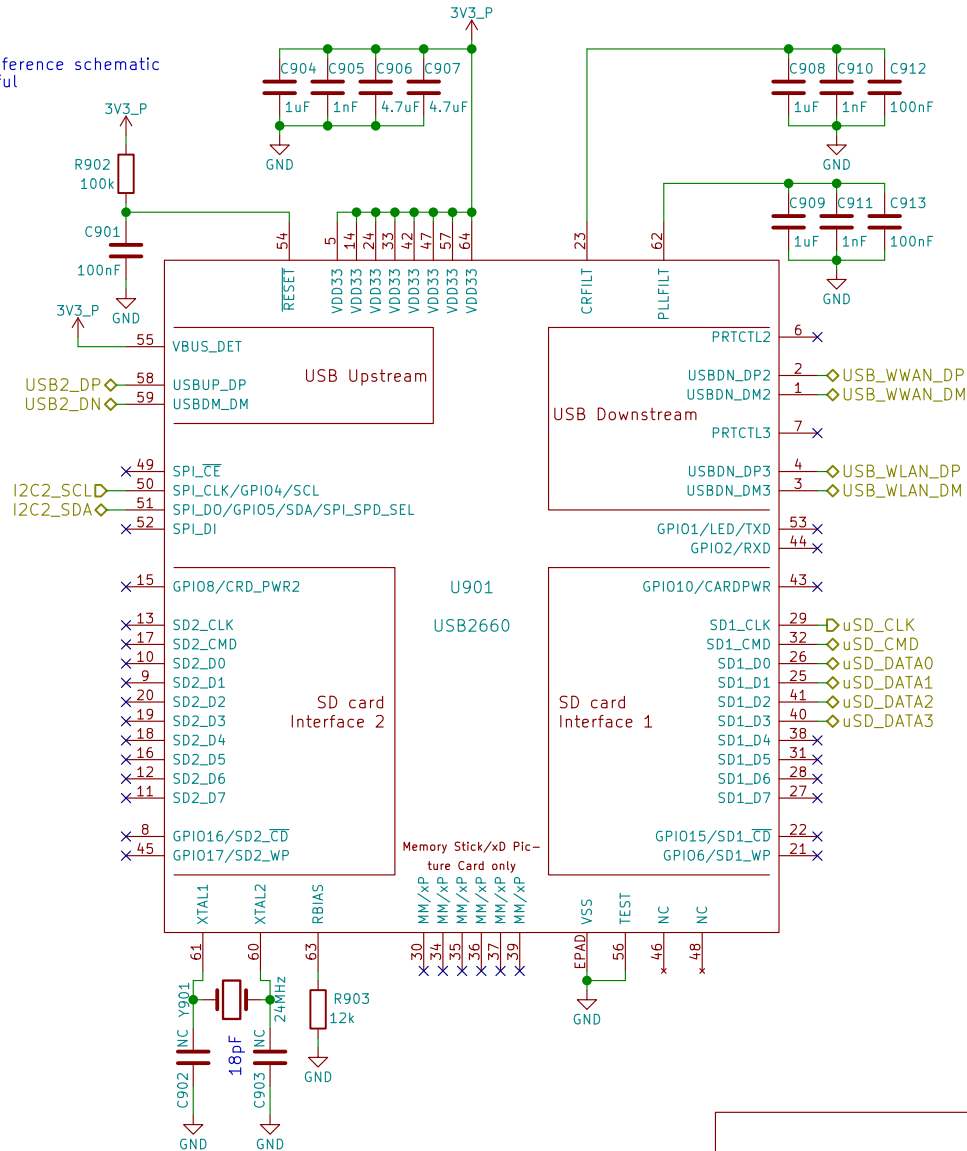 3V3_P
ference schematic
ful
C904
C905
C906
C907
1uF
1nF
4.7uF
4.7uF
GND
C908
C910
C912
1uF
1nF
100nF
GND
3V3_P
R902
100k
C901
100nF
GND
C909
C911
C913
1uF
1nF
100nF
GND
54
5
14
24
33
42
47
57
64
23
62
RESET
VDD33
VDD33
VDD33
VDD33
VDD33
VDD33
VDD33
VDD33
CRFILT
PLLFILT
3V3_P
55
VBUS_DET
USB2_DP
58
USBUP_DP
USB2_DN
59
USBDM_DM
USB Upstream
USB Downstream
PRTCTL2
6
USBDN_DP2
2
USB_WWAN_DP
USBDN_DM2
1
USB_WWAN_DM
PRTCTL3
7
USBDN_DP3
4
USB_WLAN_DP
USBDN_DM3
3
USB_WLAN_DM
49
SPI_CE
I2C2_SCL
50
SPI_CLK/GPIO4/SCL
I2C2_SDA
51
SPI_DO/GPIO5/SDA/SPI_SPD_SEL
52
SPI_DI
GPIO1/LED/TXD
53
GPIO2/RXD
44
15
GPIO8/CRD_PWR2
U901
USB2660
GPIO10/CARDPWR
43
13
SD2_CLK
17
SD2_CMD
10
SD2_D0
9
SD2_D1
20
SD2_D2
19
SD2_D3
18
SD2_D4
16
SD2_D5
12
SD2_D6
11
SD2_D7
8
GPIO16/SD2_CD
45
GPIO17/SD2_WP
SD card
Interface 2
SD card
Interface 1
SD1_CLK
29
uSD_CLK
SD1_CMD
32
uSD_CMD
SD1_D0
26
uSD_DATA0
SD1_D1
25
uSD_DATA1
SD1_D2
41
uSD_DATA2
SD1_D3
40
uSD_DATA3
SD1_D4
38
SD1_D5
31
SD1_D6
28
SD1_D7
27
GPIO15/SD1_CD
22
GPIO6/SD1_WP
21
Memory Stick/xD Pic-
ture Card only
XTAL1
XTAL2
RBIAS
MM/xP
MM/xP
MM/xP
MM/xP
MM/xP
MM/xP
VSS
TEST
NC
NC
61
60
63
30
34
35
36
37
39
EPAD
56
46
48
Y901
24MHz
R903
12k
GND
GND
NC
C902
18pF
NC
C903
GND
GND